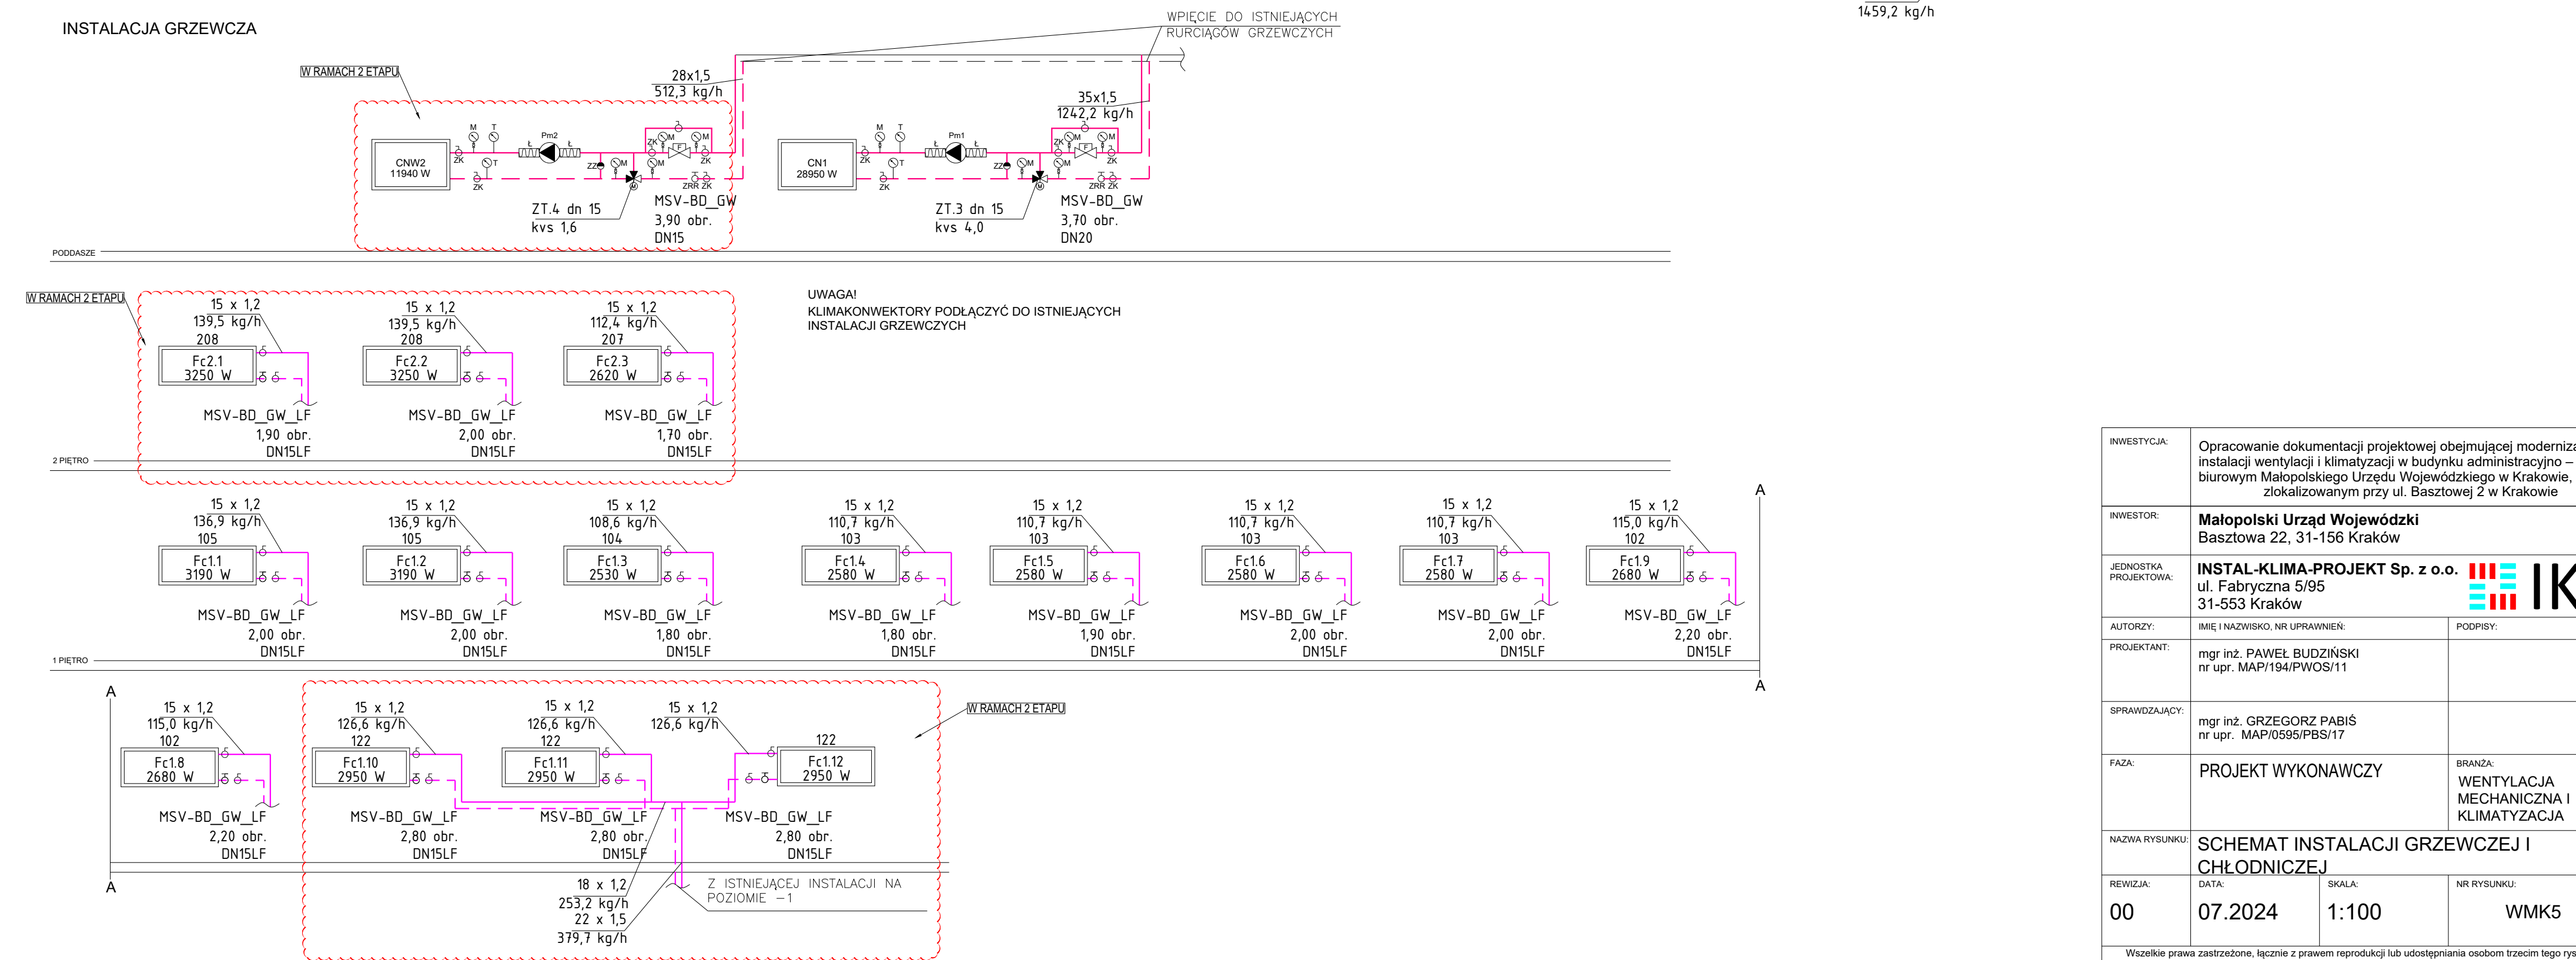 1459,2 kg/h
INSTALACJA GRZEWCZA
WPIĘCIE DO ISTNIEJĄCYCH
RURCIĄGÓW GRZEWCZYCH
W RAMACH 2 ETAPU
28x1,5
512,3 kg/h
35x1,5
1242,2 kg/h
M T
Ł Pm2 Ł
ZK
T
ZK
CNW2
11940 W
ZZ
M
M
M
ZK
F
M
ZK
ZRR ZK
M
ZT.4 dn 15
kvs 1,6
MSV-BD_GW
3,90 obr.
DN15
M T
Ł Pm1 Ł
ZK
T
ZK
CN1
28950 W
ZZ
M
M
M
ZK
F
M
ZK
ZRR ZK
M
ZT.3 dn 15
kvs 4,0
MSV-BD_GW
3,70 obr.
DN20
PODDASZE
W RAMACH 2 ETAPU
15 x 1,2
139,5 kg/h
208
Fc2.1
3250 W
MSV-BD_GW_LF
1,90 obr.
DN15LF
15 x 1,2
139,5 kg/h
208
Fc2.2
3250 W
MSV-BD_GW_LF
2,00 obr.
DN15LF
15 x 1,2
112,4 kg/h
207
Fc2.3
2620 W
MSV-BD_GW_LF
1,70 obr.
DN15LF
UWAGA!
KLIMAKONWEKTORY PODŁĄCZYĆ DO ISTNIEJĄCYCH
INSTALACJI GRZEWCZYCH
2 PIĘTRO
15 x 1,2
136,9 kg/h
105
Fc1.1
3190 W
MSV-BD_GW_LF
2,00 obr.
DN15LF
15 x 1,2
136,9 kg/h
105
Fc1.2
3190 W
MSV-BD_GW_LF
2,00 obr.
DN15LF
15 x 1,2
108,6 kg/h
104
Fc1.3
2530 W
MSV-BD_GW_LF
1,80 obr.
DN15LF
15 x 1,2
110,7 kg/h
103
Fc1.4
2580 W
MSV-BD_GW_LF
1,80 obr.
DN15LF
15 x 1,2
110,7 kg/h
103
Fc1.5
2580 W
MSV-BD_GW_LF
1,90 obr.
DN15LF
15 x 1,2
110,7 kg/h
103
Fc1.6
2580 W
MSV-BD_GW_LF
2,00 obr.
DN15LF
15 x 1,2
110,7 kg/h
103
Fc1.7
2580 W
MSV-BD_GW_LF
2,00 obr.
DN15LF
15 x 1,2
115,0 kg/h
102
Fc1.9
2680 W
MSV-BD_GW_LF
2,20 obr.
DN15LF
A
A
1 PIĘTRO
A
A
15 x 1,2
115,0 kg/h
102
Fc1.8
2680 W
MSV-BD_GW_LF
2,20 obr.
DN15LF
15 x 1,2
126,6 kg/h
122
Fc1.10
2950 W
MSV-BD_GW_LF
2,80 obr.
DN15LF
15 x 1,2
126,6 kg/h
122
Fc1.11
2950 W
MSV-BD_GW_LF
2,80 obr.
DN15LF
15 x 1,2
126,6 kg/h
122
Fc1.12
2950 W
MSV-BD_GW_LF
2,80 obr.
DN15LF
W RAMACH 2 ETAPU
18 x 1,2
253,2 kg/h
22 x 1,5
379,7 kg/h
Z ISTNIEJĄCEJ INSTALACJI NA
POZIOMIE -1
INWESTYCJA:
Opracowanie dokumentacji projektowej obejmującej moderniza
instalacji wentylacji i klimatyzacji w budynku administracyjno –
biurowym Małopolskiego Urzędu Wojewódzkiego w Krakowie,
zlokalizowanym przy ul. Basztowej 2 w Krakowie
INWESTOR:
Małopolski Urząd Wojewódzki
Basztowa 22, 31-156 Kraków
JEDNOSTKA
PROJEKTOWA:
INSTAL-KLIMA-PROJEKT Sp. z o.o.
ul. Fabryczna 5/95
31-553 Kraków
IK
AUTORZY: IMIĘ I NAZWISKO, NR UPRAWNIEŃ: PODPISY:
PROJEKTANT:
mgr inż. PAWEŁ BUDZIŃSKI
nr upr. MAP/194/PWOS/11
SPRAWDZAJĄCY:
mgr inż. GRZEGORZ PABIŚ
nr upr. MAP/0595/PBS/17
FAZA:
PROJEKT WYKONAWCZY
BRANŻA:
WENTYLACJA
MECHANICZNA I
KLIMATYZACJA
NAZWA RYSUNKU:
SCHEMAT INSTALACJI GRZEWCZEJ I
CHŁODNICZEJ
REWIZJA: DATA: SKALA: NR RYSUNKU:
00 07.2024 1:100 WMK5
Wszelkie prawa zastrzeżone, łącznie z prawem reprodukcji lub udostępniania osobom trzecim tego rys